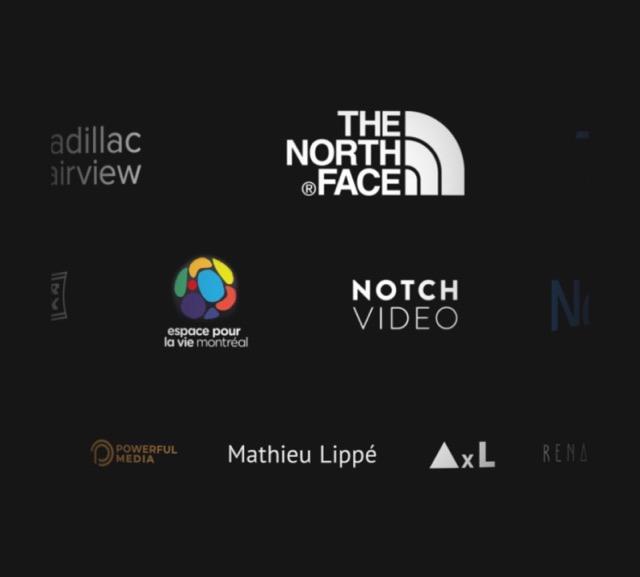 adillac
airview
THE
NORTH
®FACE
espace pour
la vie montréal
NOTCH
VIDEO
POWERFUL
MEDIA
Mathieu Lippé
AxL